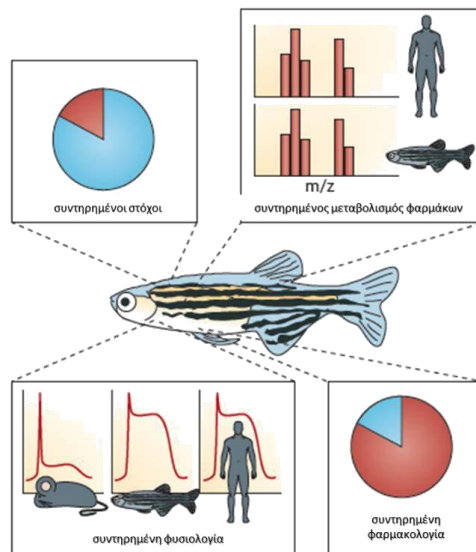 m/z
συντηρημένοι στόχοι
συντηρημένος μεταβολισμός φαρμάκων
συντηρημένη φυσιολογία
συντηρημένη
φαρμακολογία